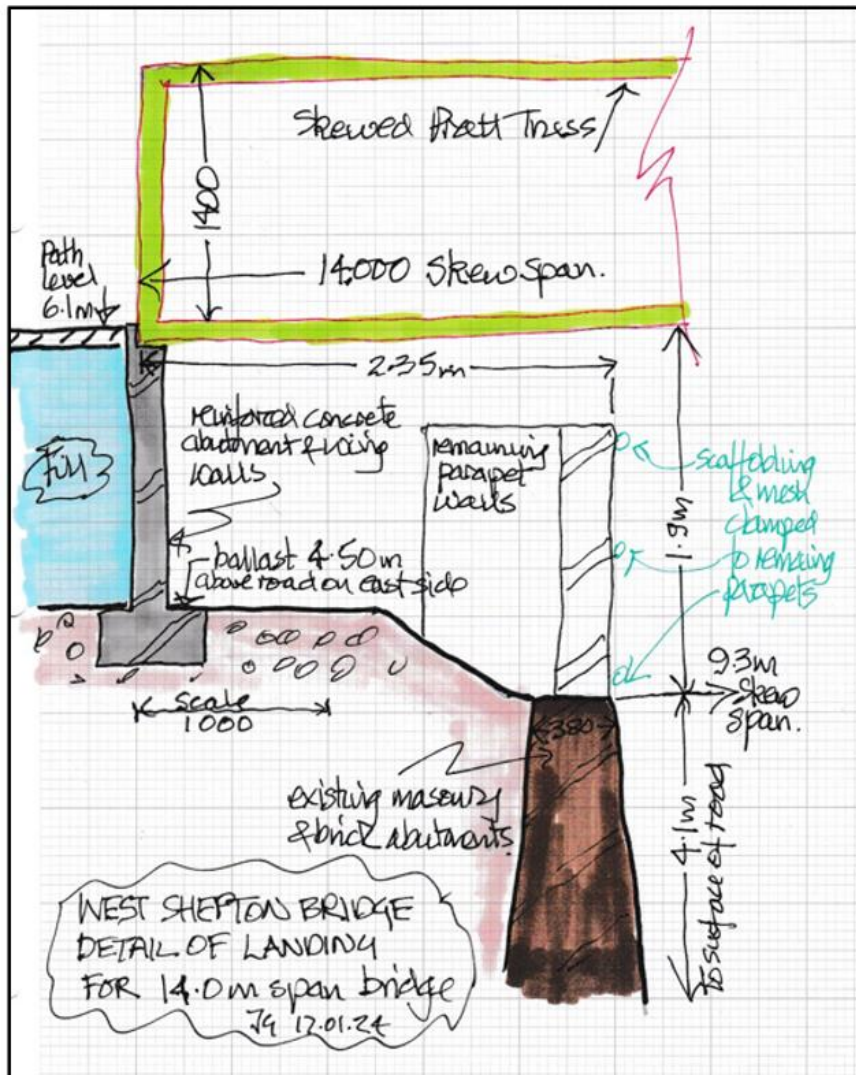 Skewed Pratt Truss
1400
14.000 Skew span.
Path
level
6.1m
2.35m
reinforced concrete
abutment & wing
walls
Fill
remaining
parapet
walls
scaffolding
& mesh
clamped
to remaining
parapets
1.9m
ballast 4.50m
above road on east side
9.3m
skew
span.
scale
1000
380
existing masonry
& brick abutments
4.1m
to surface of road
WEST SHEPTON BRIDGE
DETAIL OF LANDING
FOR 14.0m span bridge
JG 17.01.24